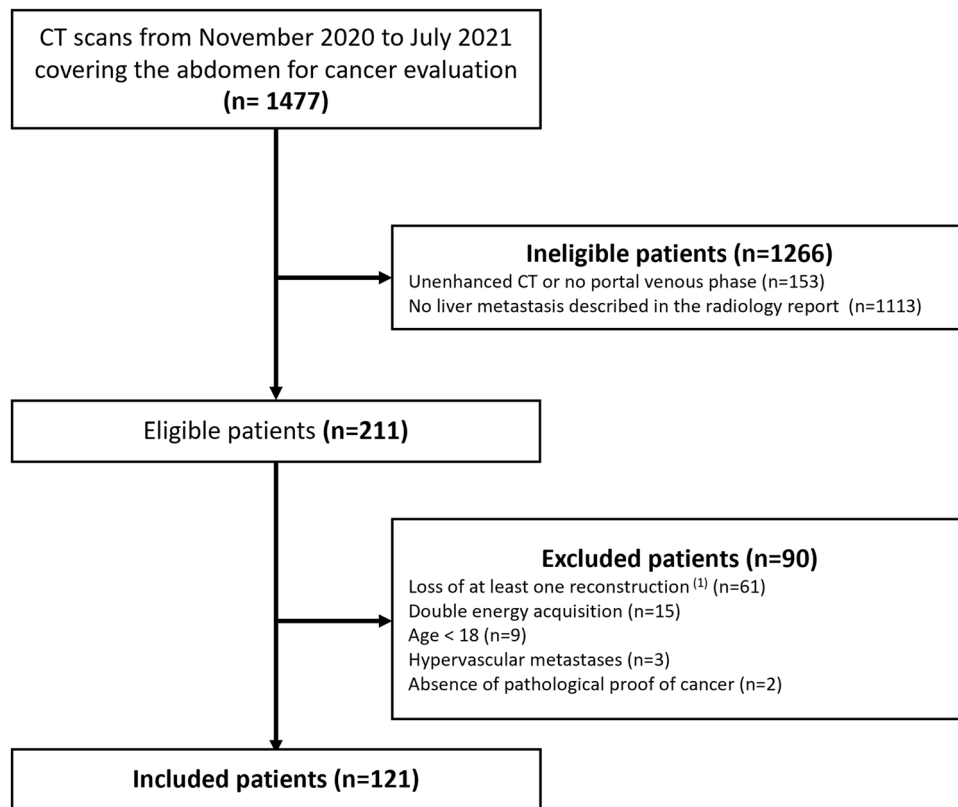 CT scans from November 2020 to July 2021
covering the abdomen for cancer evaluation
(n= 1477)
Ineligible patients (n=1266)
Unenhanced CT or no portal venous phase (n=153)
No liver metastasis described in the radiology report (n=1113)
Eligible patients (n=211)
Excluded patients (n=90)
Loss of at least one reconstruction (1) (n=61)
Double energy acquisition (n=15)
Age < 18 (n=9)
Hypervascular metastases (n=3)
Absence of pathological proof of cancer (n=2)
Included patients (n=121)